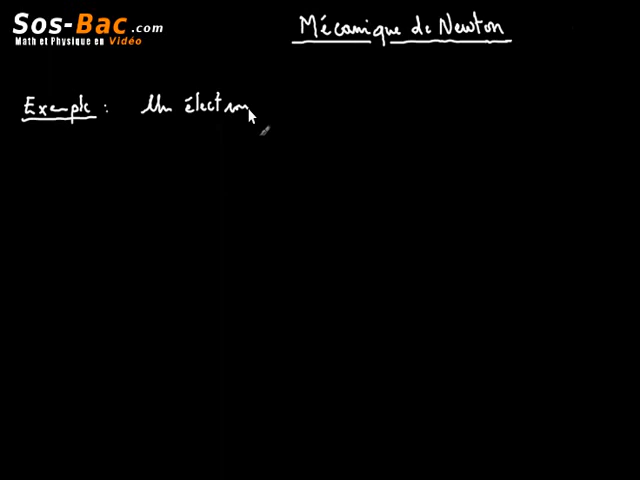 Sos-Bac.com
Math et Physique en Vidéo
Mécanique de Newton
Exemple : Un électron